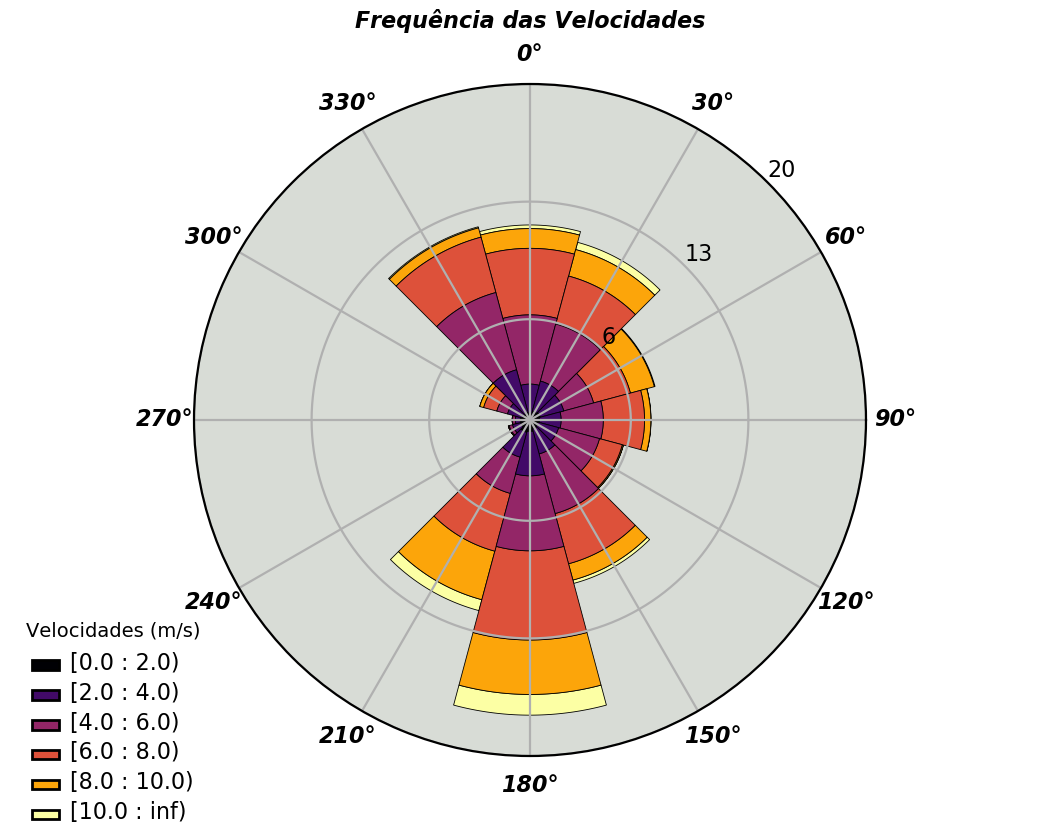 Frequência das Velocidades
0°
330°
30°
20
300°
60°
13
6
270°
90°
240°
120°
210°
150°
180°
Velocidades (m/s)
[0.0 : 2.0)
[2.0 : 4.0)
[4.0 : 6.0)
[6.0 : 8.0)
[8.0 : 10.0)
[10.0 : inf)